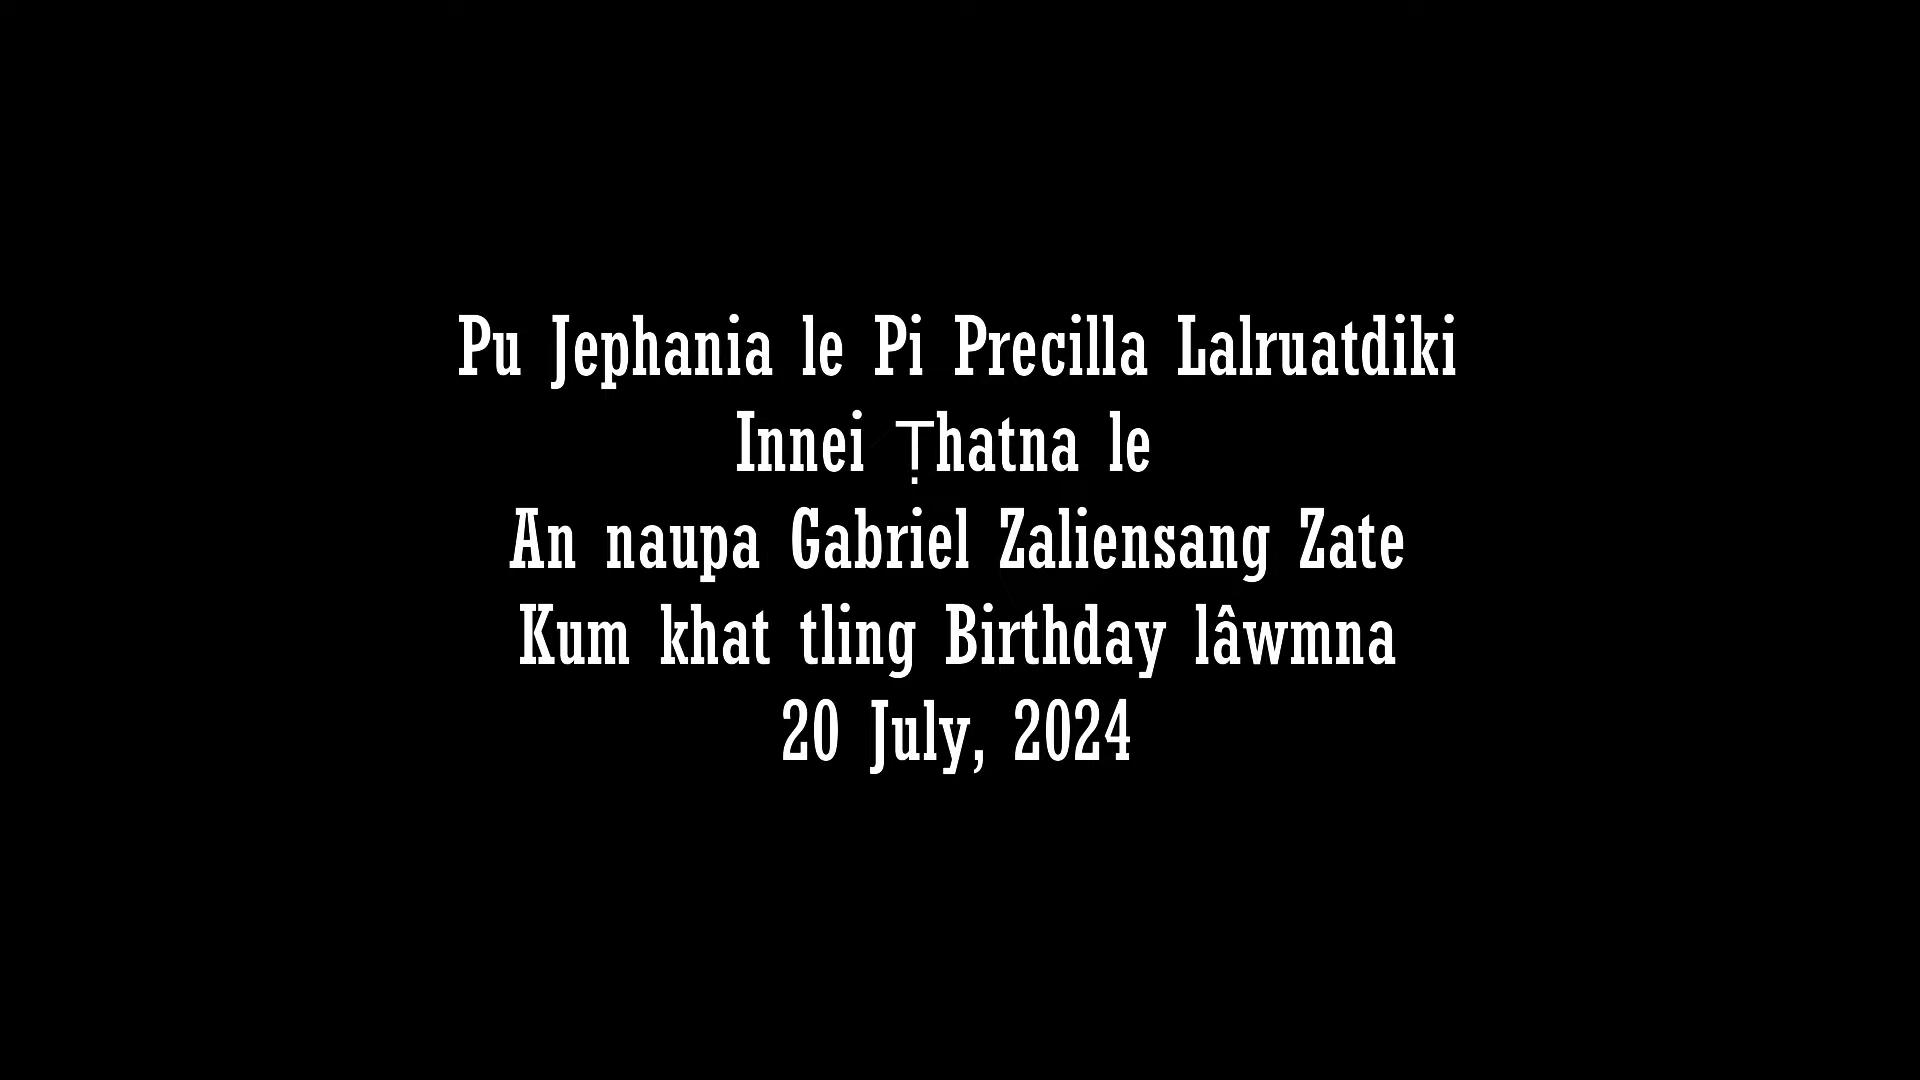 Pu Jephania le Pi Precilla Lalruatdiki
Innei Ṭhatna le
An naupa Gabriel Zaliensang Zate
Kum khat tling Birthday lâwmna
20 July, 2024